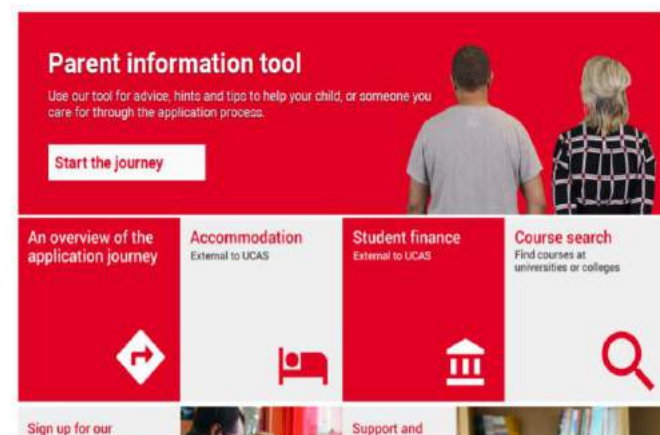 Parent information tool
Use our tool for advice, hints and tips to help your child, or someone you
care for through the application process.
Start the journey
An overview of the
application journey
Accommodation
External to UCAS
Student finance
External to UCAS
Course search
Find courses at
universities or colleges
Sign up for our
Support and